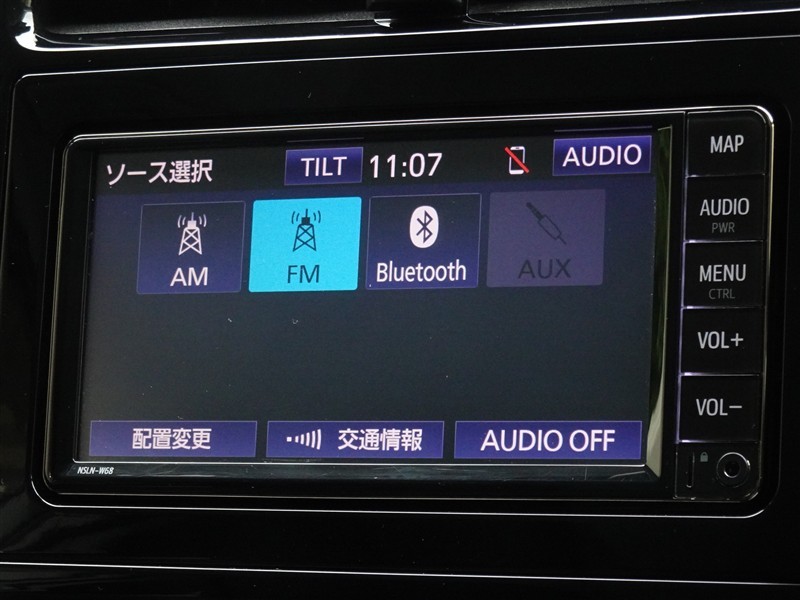 ソース選択
TILT
11:07
AUDIO
AM
FM
Bluetooth
AUX
配置変更
交通情報
AUDIO OFF
NSLN-W68
MAP
AUDIO
PWR
MENU
CTRL
VOL+
VOL-